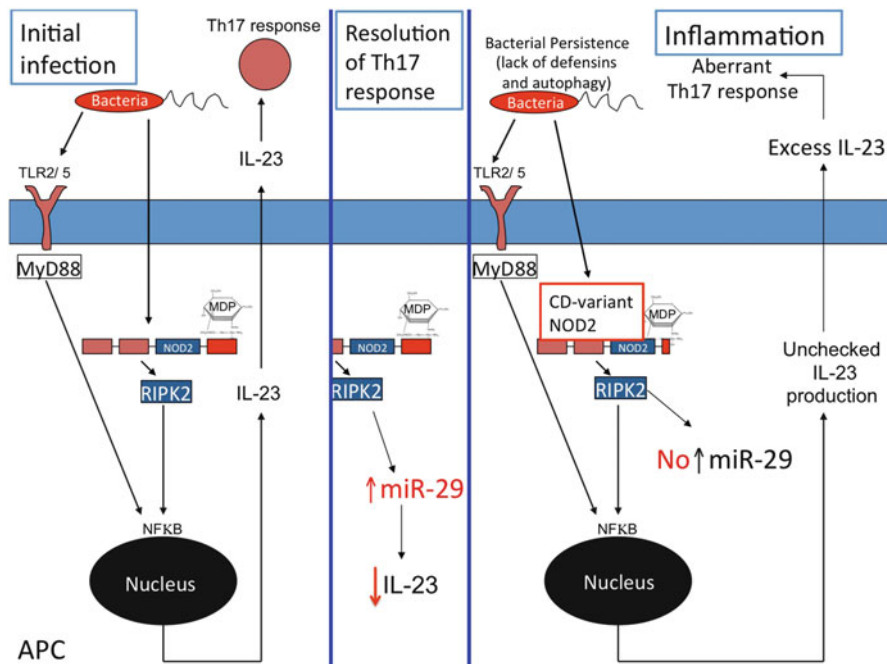 Initial
infection
Th17 response
Bacteria
IL-23
TLR2/ 5
MyD88
MDP
NOD2
RIPK2
IL-23
NFKB
Nucleus
APC
Resolution
of Th17
response
MDP
NOD2
RIPK2
↑miR-29
↓IL-23
Inflammation
Bacterial Persistence
(lack of defensins
and autophagy)
Bacteria
Aberrant
Th17 response
Excess IL-23
TLR2/ 5
MyD88
CD-variant
NOD2
MDP
NOD2
RIPK2
Unchecked
IL-23
production
No↑miR-29
NFKB
Nucleus